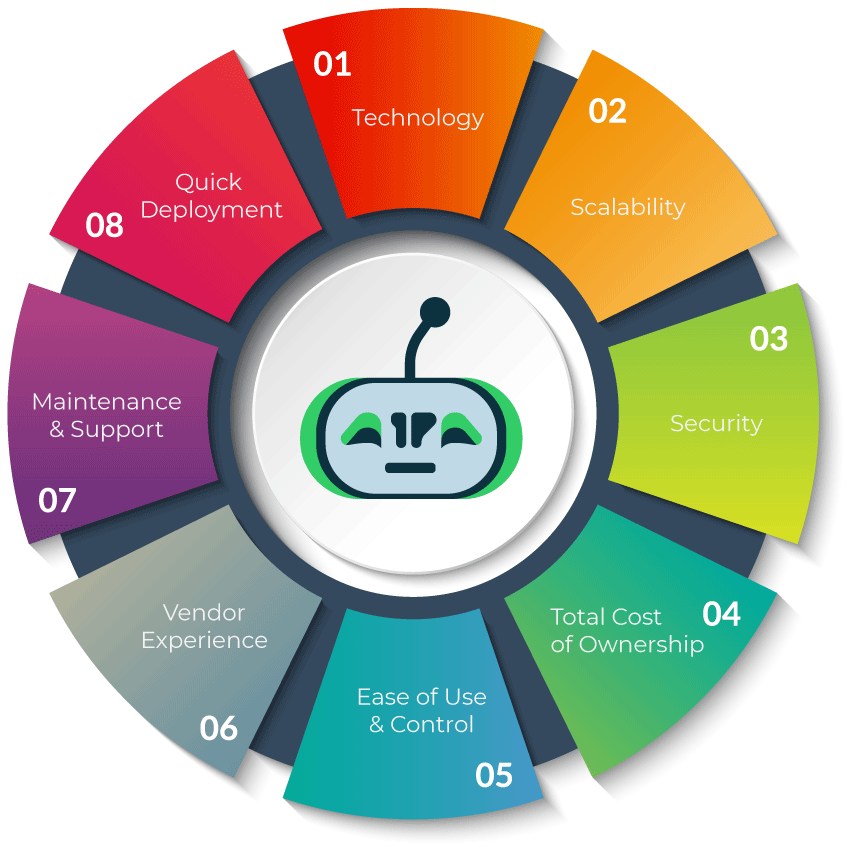 01
Technology
02
Scalability
03
Security
04
Total Cost
of Ownership
05
Ease of Use
& Control
06
Vendor
Experience
07
Maintenance
& Support
08
Quick
Deployment